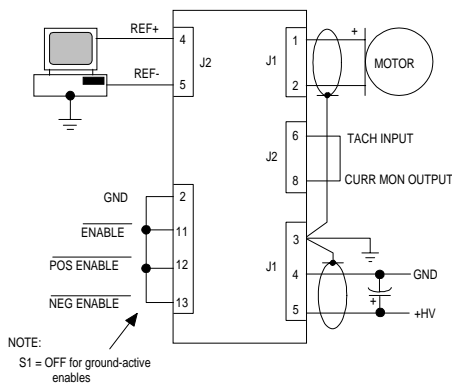 REF+
4
REF-
5
J2
J1
1
2
+
MOTOR
J2
6
TACH INPUT
8
CURR MON OUTPUT
GND
2
ENABLE
11
POS ENABLE
12
NEG ENABLE
13
J1
3
4
GND
+
5
+HV
NOTE:
S1 = OFF for ground-active
enables